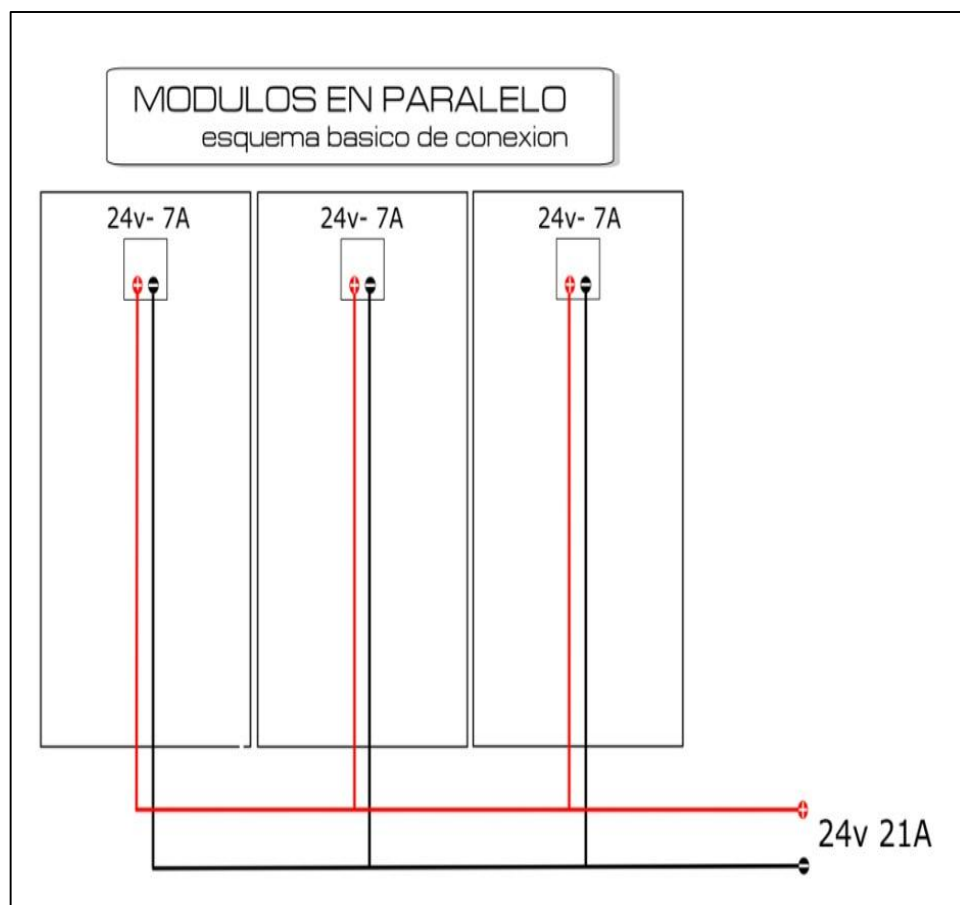 MODULOS EN PARALELO
esquema basico de conexion
24v- 7A
24v- 7A
24v- 7A
24v 21A